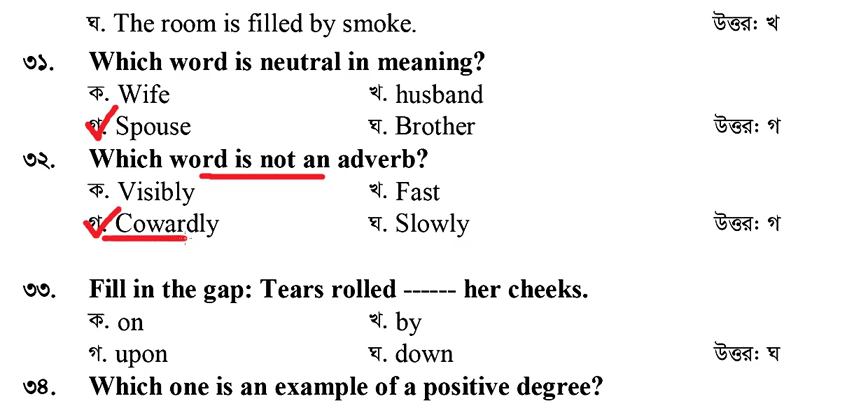 ঘ. The room is filled by smoke. উত্তর: খ
৩১. Which word is neutral in meaning?
ক. Wife খ. husband
গ. Spouse ঘ. Brother উত্তর: গ
৩২. Which word is not an adverb?
ক. Visibly খ. Fast
গ. Cowardly ঘ. Slowly উত্তর: গ
৩৩. Fill in the gap: Tears rolled ------ her cheeks.
ক. on খ. by
গ. upon ঘ. down উত্তর: ঘ
৩৪. Which one is an example of a positive degree?